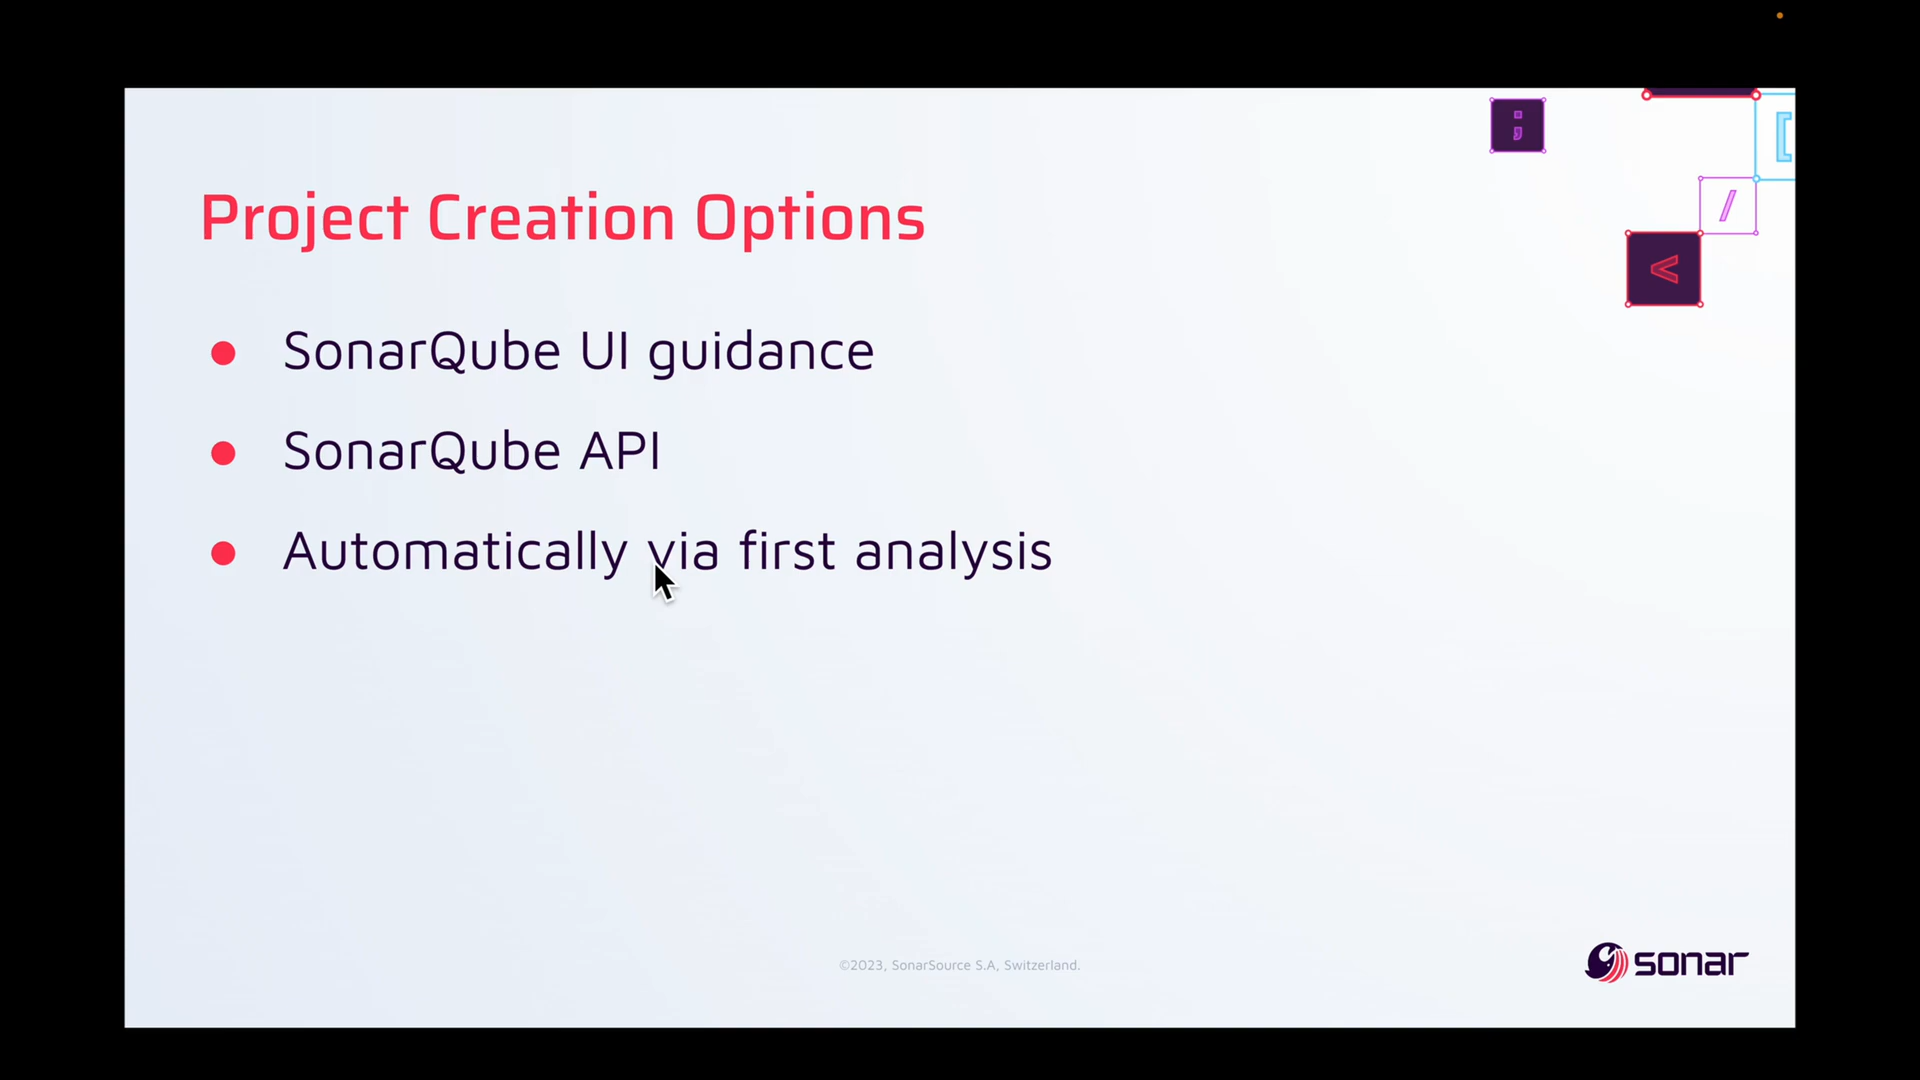 ;
[
/
<
Project Creation Options
● SonarQube UI guidance
● SonarQube API
● Automatically via first analysis
©2023, SonarSource S.A, Switzerland.
sonar